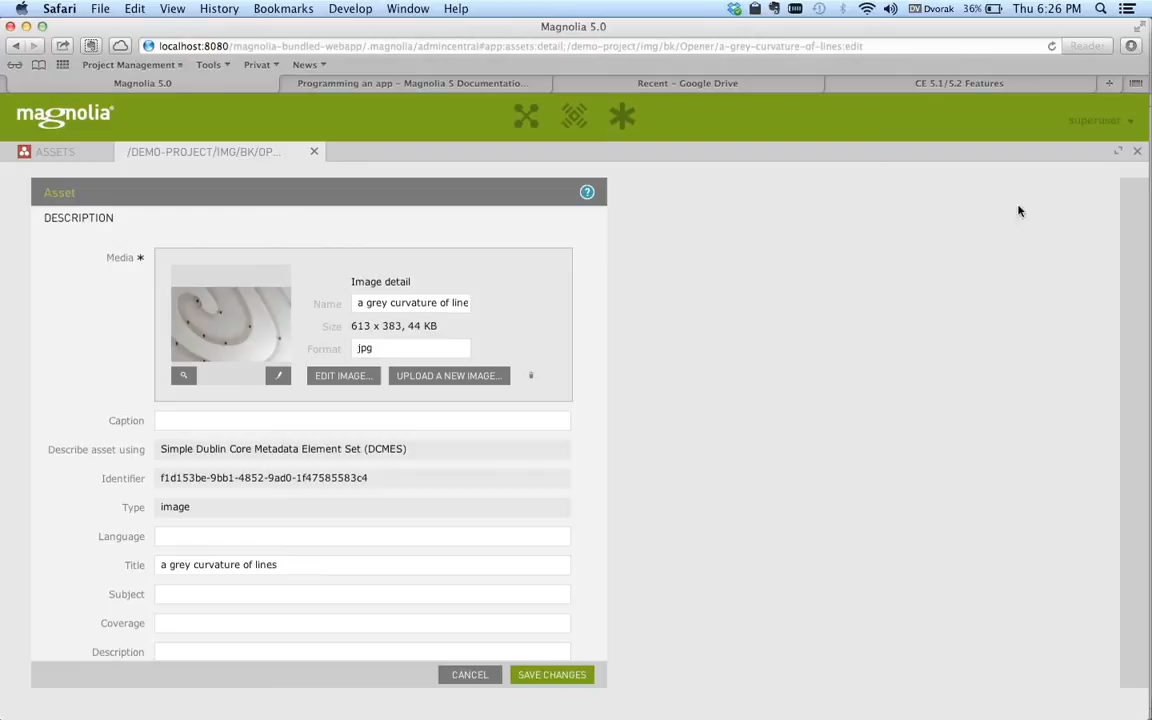 Safari File Edit View History Bookmarks Develop Window Help DV Dvorak 36% Thu 6:26 PM
Magnolia 5.0
localhost:8080/magnolia-bundled-webapp/.magnolia/admincentral#app:assets:detail;/demo-project/img/bk/Opener/a-grey-curvature-of-lines:edit Reader
Project Management Tools Privat News
Magnolia 5.0 Programming an app – Magnolia 5 Documentatio... Recent – Google Drive CE 5.1/5.2 Features
magnolia superuser
ASSETS /DEMO-PROJECT/IMG/BK/OP...
Asset ?
DESCRIPTION
Media *
Image detail
Name a grey curvature of line
Size 613 x 383, 44 KB
Format jpg
EDIT IMAGE... UPLOAD A NEW IMAGE...
Caption
Describe asset using Simple Dublin Core Metadata Element Set (DCMES)
Identifier f1d153be-9bb1-4852-9ad0-1f47585583c4
Type image
Language
Title a grey curvature of lines
Subject
Coverage
Description
CANCEL SAVE CHANGES